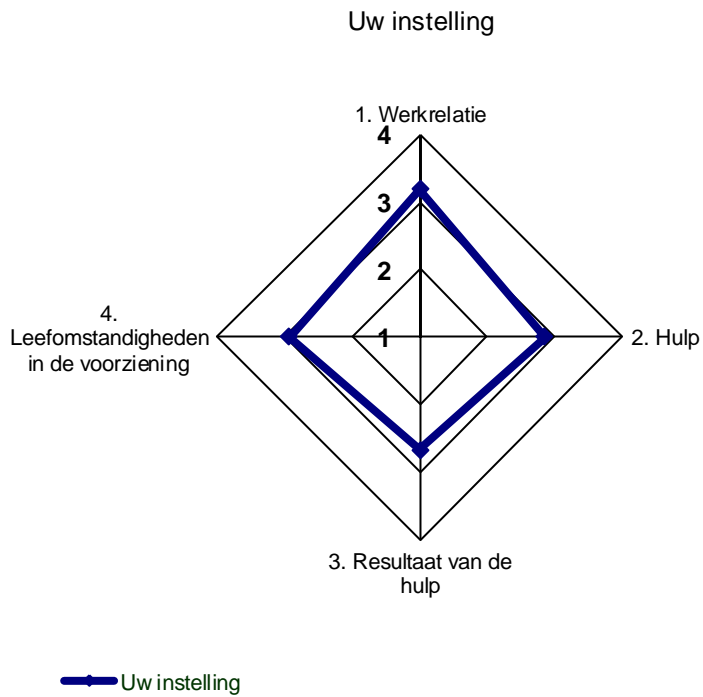 Uw instelling
1. Werkrelatie
4
3
2
1
4.
Leefomstandigheden
in de voorziening
2. Hulp
3. Resultaat van de
hulp
Uw instelling